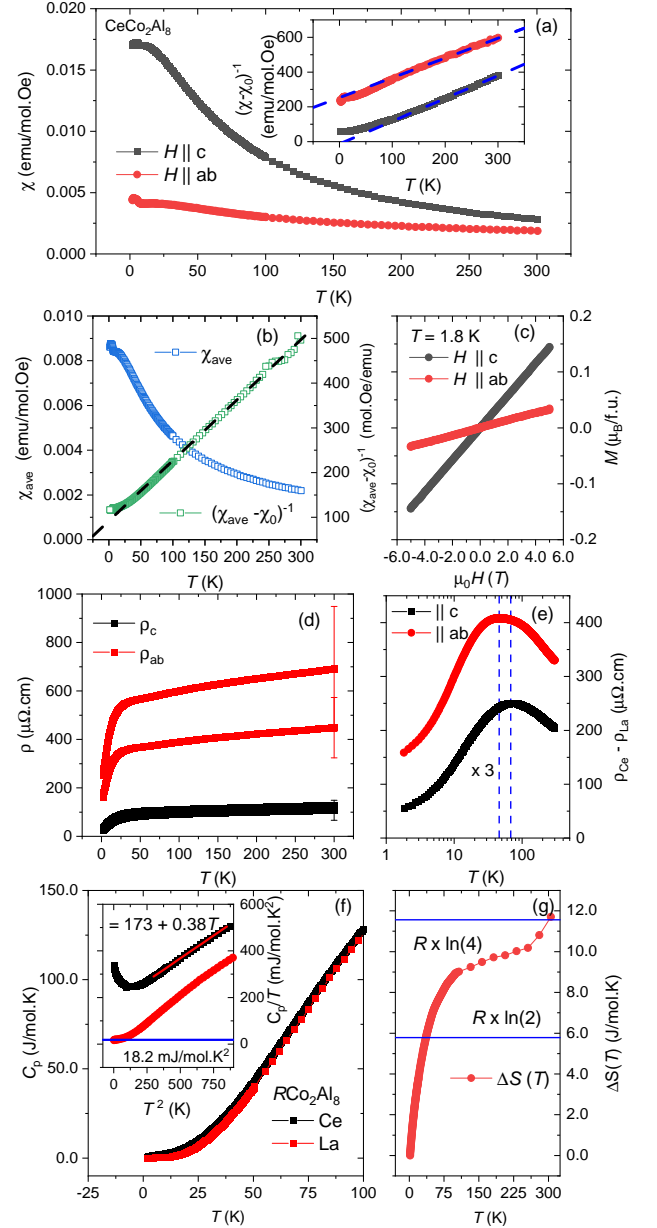 CeCo₂Al₈
(a)
χ (emu/mol.Oe)
0.020
0.015
0.010
0.005
0.000
H || c
H || ab
(χ-χ₀)⁻¹
(emu/mol.Oe)
600
400
200
0
0 100 200 300
T (K)
0 50 100 150 200 250 300
T (K)
(b)
χave (emu/mol.Oe)
0.010
0.008
0.006
0.004
0.002
0.000
χave
(χave -χ₀)⁻¹
500
400
300
200
100
(χave-χ₀)⁻¹ (mol.Oe/emu)
0 50 100 150 200 250 300
T (K)
(c)
T = 1.8 K
H || c
H || ab
0.2
0.1
0.0
-0.1
-0.2
M (μB/f.u.)
-6.0 -4.0 -2.0 0.0 2.0 4.0 6.0
μ₀H (T)
(d)
ρ (μΩ.cm)
1000
800
600
400
200
0
ρc
ρab
0 50 100 150 200 250 300
T (K)
(e)
|| c
|| ab
x 3
400
300
200
100
0
ρCe - ρLa (μΩ.cm)
1 10 100
T (K)
(f)
Cp (J/mol.K)
150.0
100.0
50.0
0.0
= 173 + 0.38T
18.2 mJ/mol.K²
600
400
200
0
Cp/T (mJ/mol.K²)
0 250 500 750
T ² (K)
RCo₂Al₈
Ce
La
-25 0 25 50 75 100
T (K)
(g)
R x ln(4)
R x ln(2)
ΔS (T)
12.0
10.0
8.0
6.0
4.0
2.0
0.0
ΔS(T) (J/mol.K)
0 75 150 225 300
T (K)